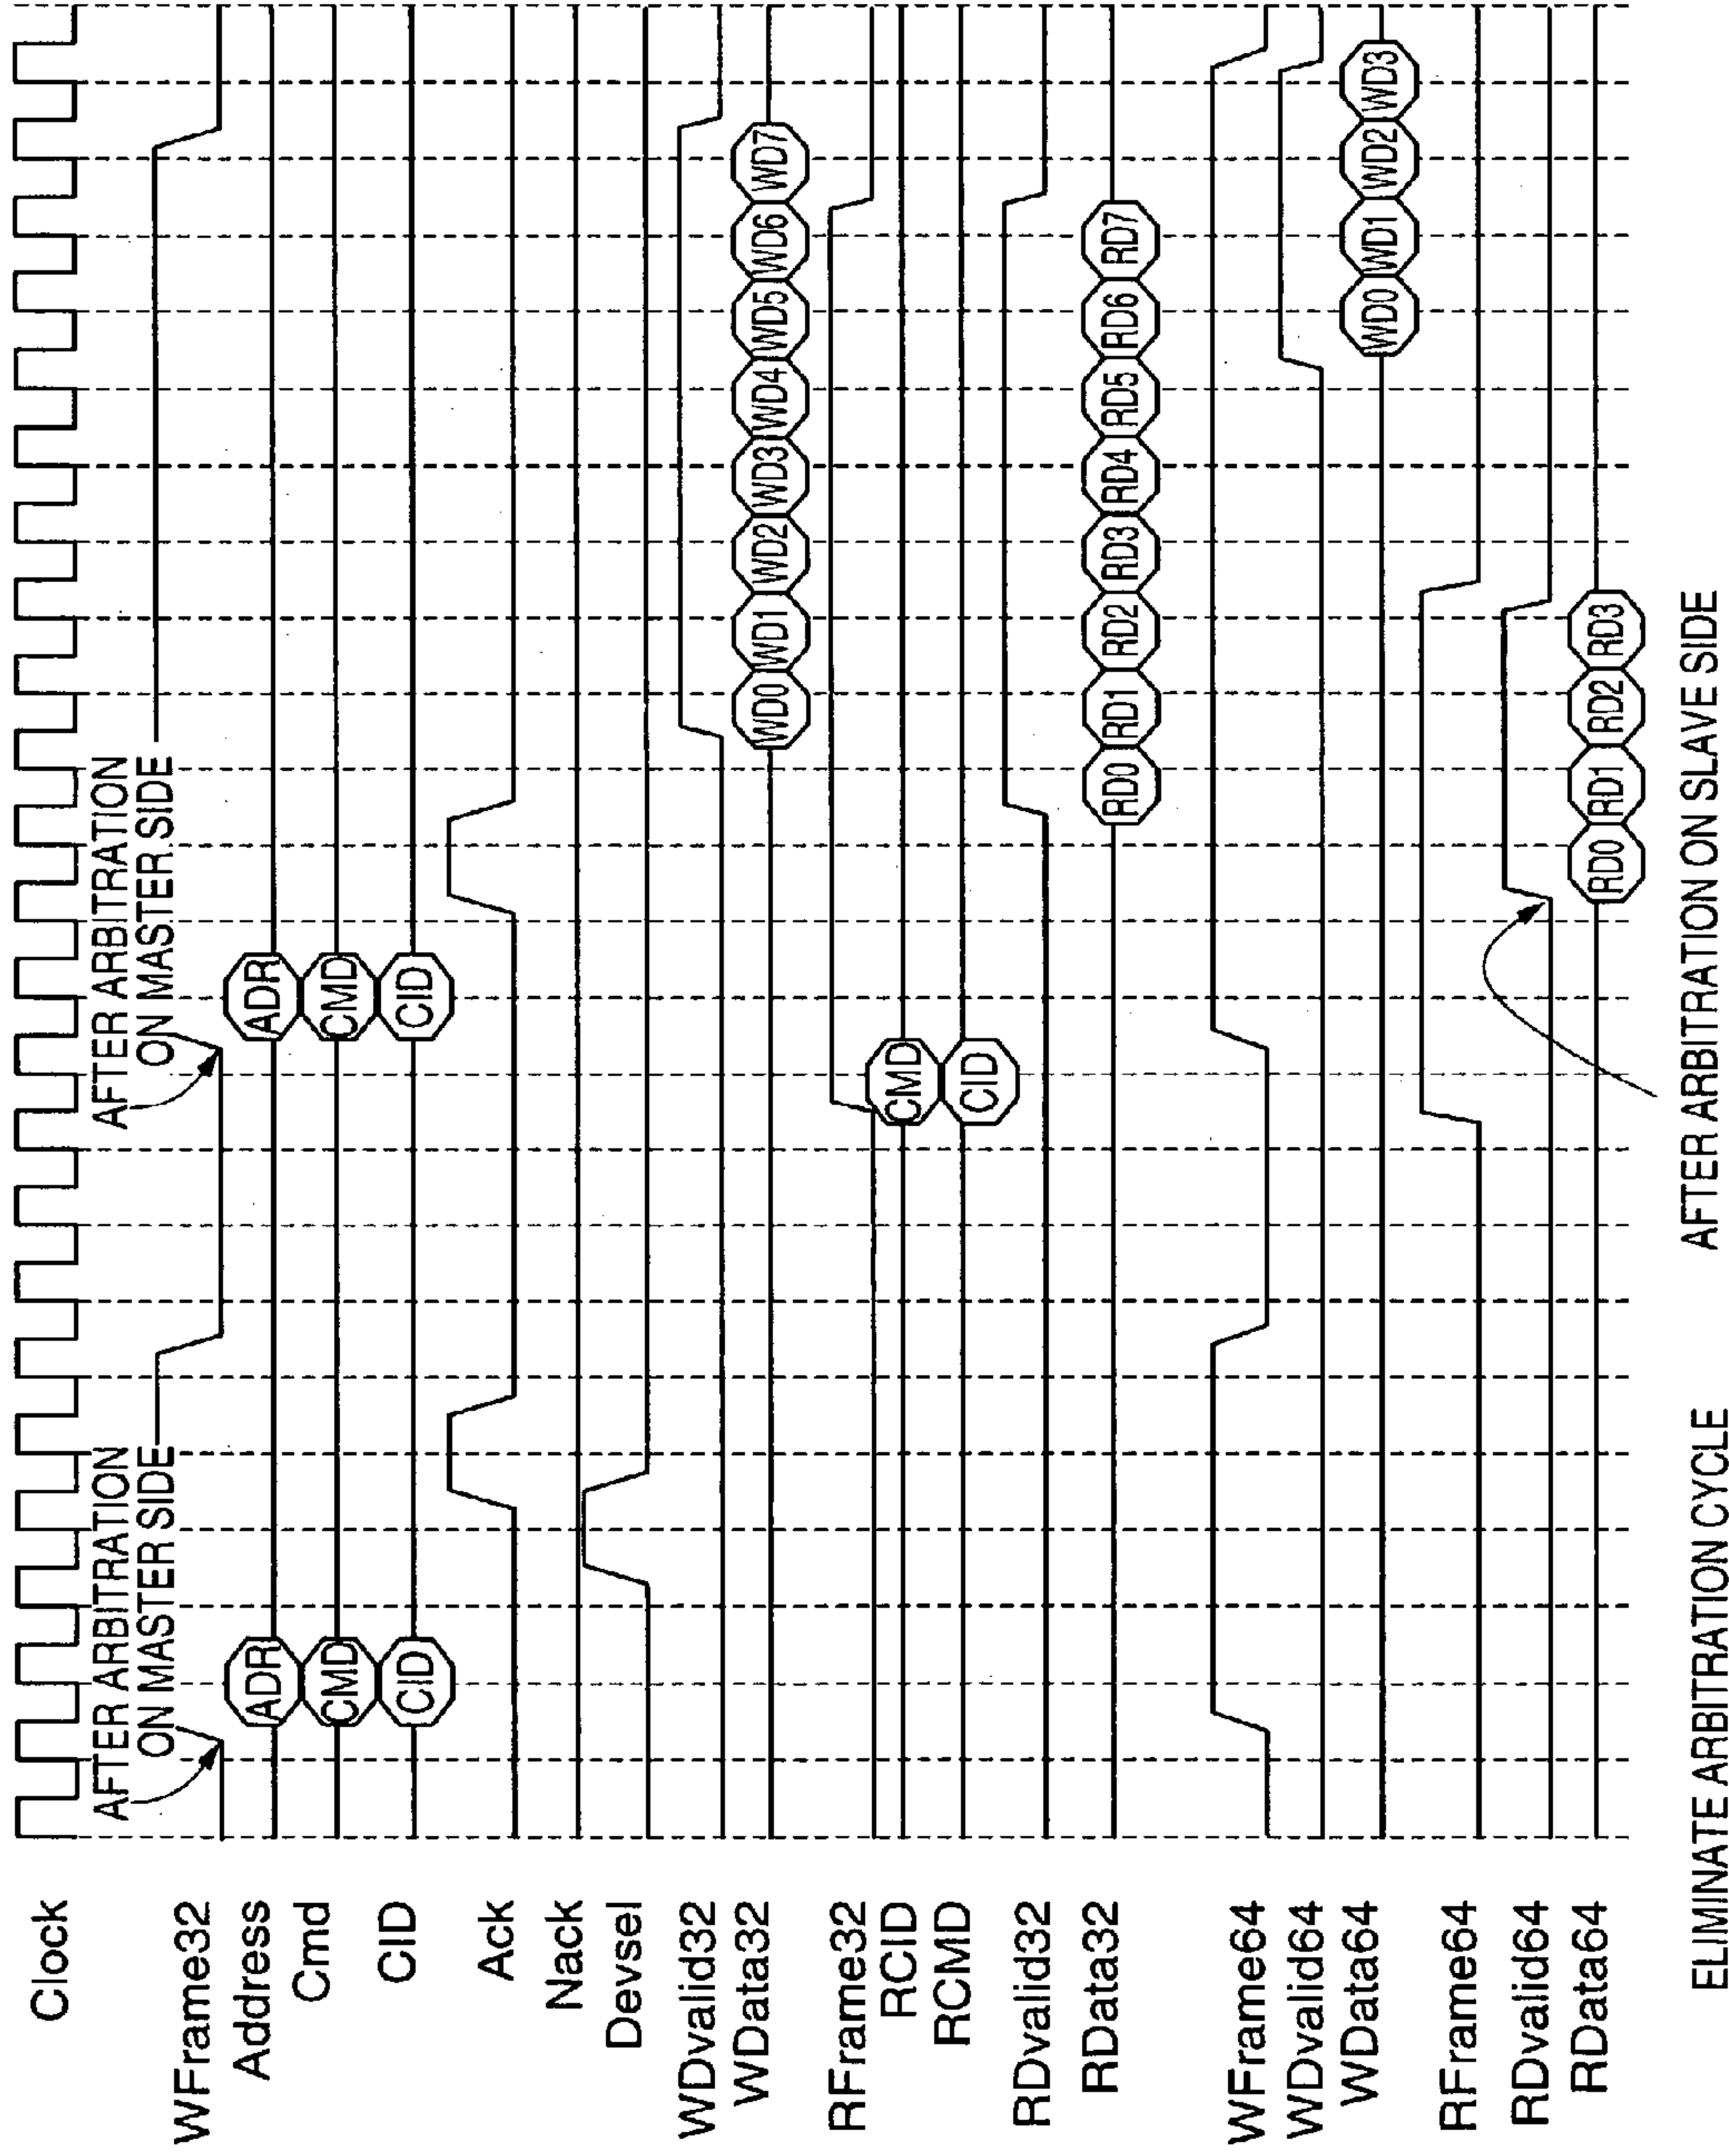 Clock
AFTER ARBITRATION
ON MASTER SIDE
AFTER ARBITRATION
ON MASTER SIDE
WFrame32
Address ADR ADR
Cmd CMD CMD
CID CID CID
Ack
Nack
Devsel
WDvalid32
WData32 WD0 WD1 WD2 WD3 WD4 WD5 WD6 WD7
RFrame32
RCID CMD
RCMD CID
RDvalid32
RData32 RD0 RD1 RD2 RD3 RD4 RD5 RD6 RD7
WFrame64
WDvalid64
WData64 WD0 WD1 WD2 WD3
RFrame64
RDvalid64
RData64 RD0 RD1 RD2 RD3
ELIMINATE ARBITRATION CYCLE
AFTER ARBITRATION ON SLAVE SIDE